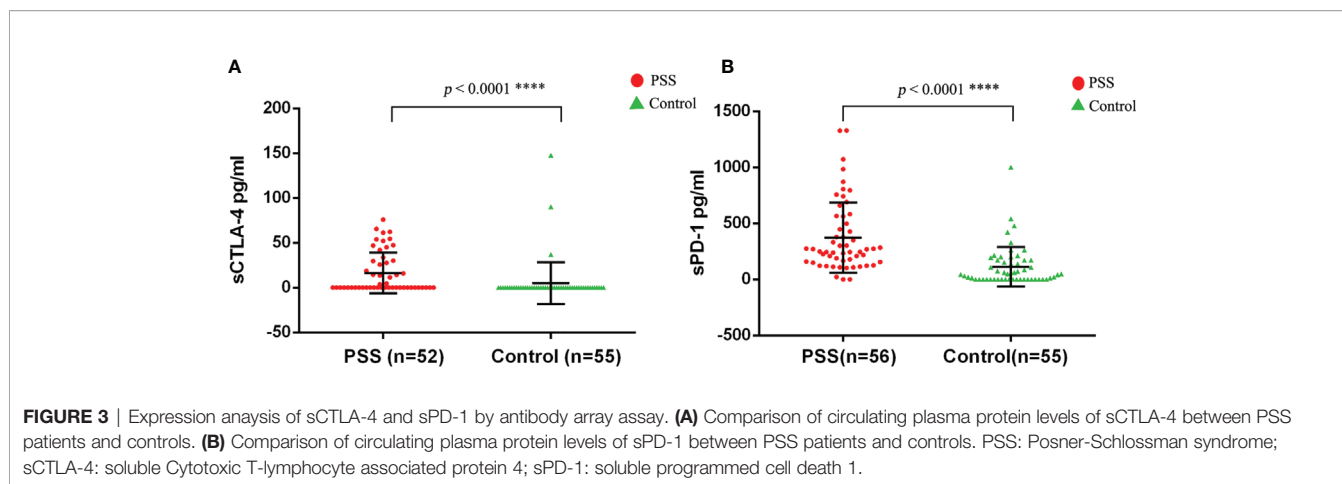 A
PSS
Control
p < 0.0001 ****
200
150
100
50
0
-50
sCTLA-4 pg/ml
PSS (n=52)
Control (n=55)
B
PSS
Control
p < 0.0001 ****
1500
1000
500
0
-500
sPD-1 pg/ml
PSS(n=56)
Control(n=55)
FIGURE 3 | Expression anaysis of sCTLA-4 and sPD-1 by antibody array assay. (A) Comparison of circulating plasma protein levels of sCTLA-4 between PSS
patients and controls. (B) Comparison of circulating plasma protein levels of sPD-1 between PSS patients and controls. PSS: Posner-Schlossman syndrome;
sCTLA-4: soluble Cytotoxic T-lymphocyte associated protein 4; sPD-1: soluble programmed cell death 1.